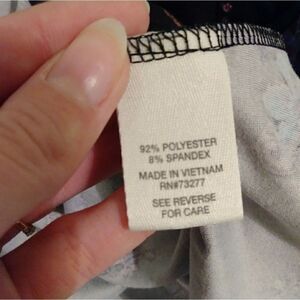 92% POLYESTER
8% SPANDEX
MADE IN VIETNAM
RN#73277
SEE REVERSE
FOR CARE